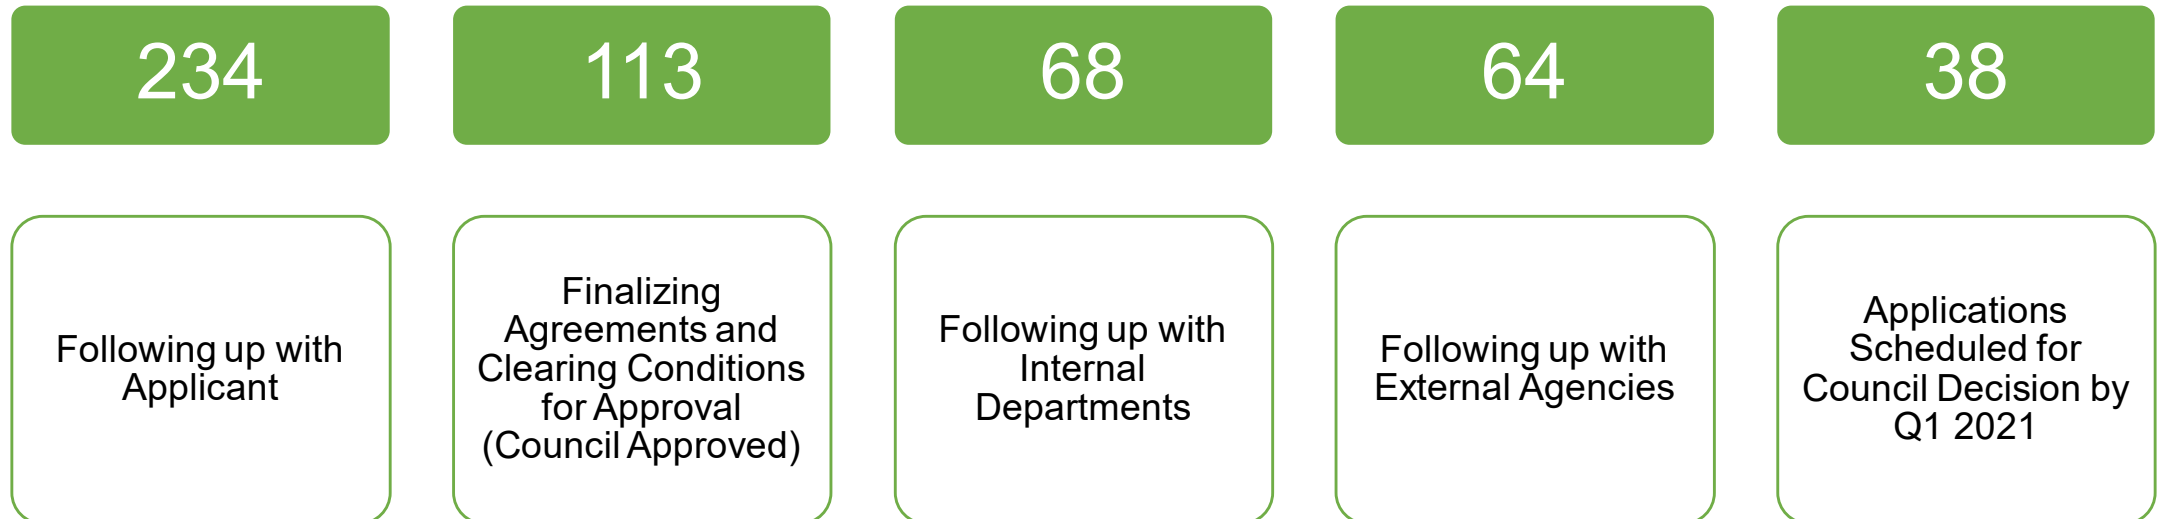 234
113
68
64
38
Following up with
Applicant
Finalizing
Agreements and
Clearing Conditions
for Approval
(Council Approved)
Following up with
Internal
Departments
Following up with
External Agencies
Applications
Scheduled for
Council Decision by
Q1 2021